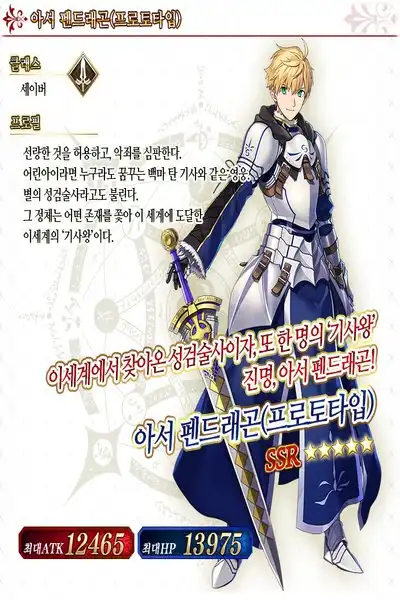 아서 펜드래곤(프로토타입)
클래스
세이버
프로필
선량한 것을 허용하고, 악죄를 심판한다.
어린아이라면 누구라도 꿈꾸는 백마 탄 기사와 같은 영웅,
별의 성검술사라고도 불린다.
그 정체는 어떤 존재를 쫓아 이 세계에 도달한
이세계의 '기사왕'이다.
이세계에서 찾아온 성검술사이자, 또 한 명의 '기사왕'
진명, 아서 펜드래곤!
아서 펜드래곤(프로토타입)
SSR ★★★★★
최대ATK 12465
최대HP 13975